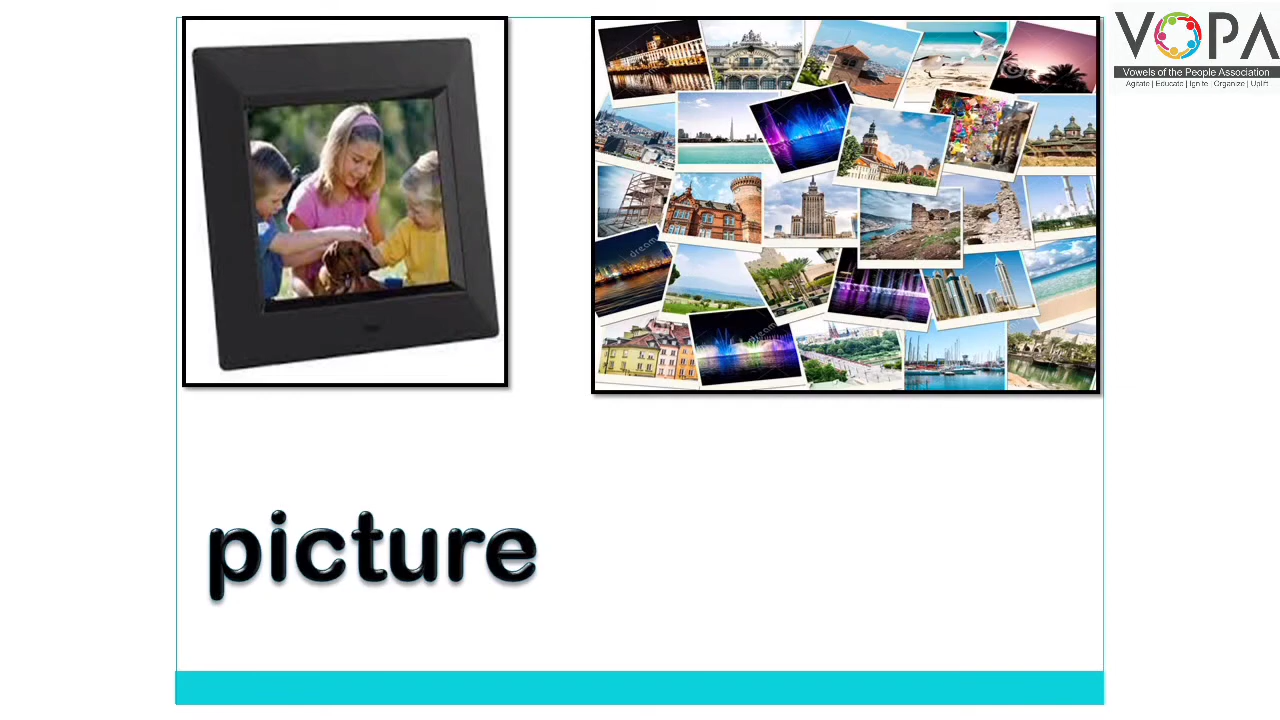 VOPA
Vowels of the People Association
Agitate | Educate | Ignite | Organize | Uplift
picture